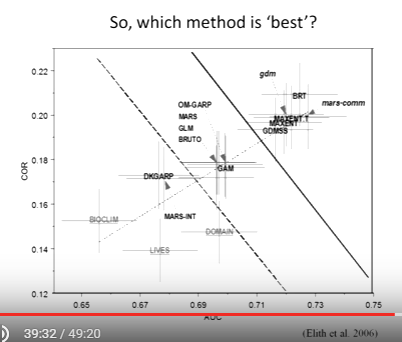 So, which method is ‘best’?
0.22
0.20
0.18
0.16
0.14
0.12
COR
gdm
BRT
mars-comm
OM-GARP
MARS
GLM
BRUTO
MAXENT T
MAXENT
GDMSS
GAM
DKGARP
MARS-INT
BIOCLIM
DOMAIN
LIVES
0.65 0.67 0.69 0.71 0.73 0.75
AUC
39:32 / 49:20
(Elith et al. 2006)